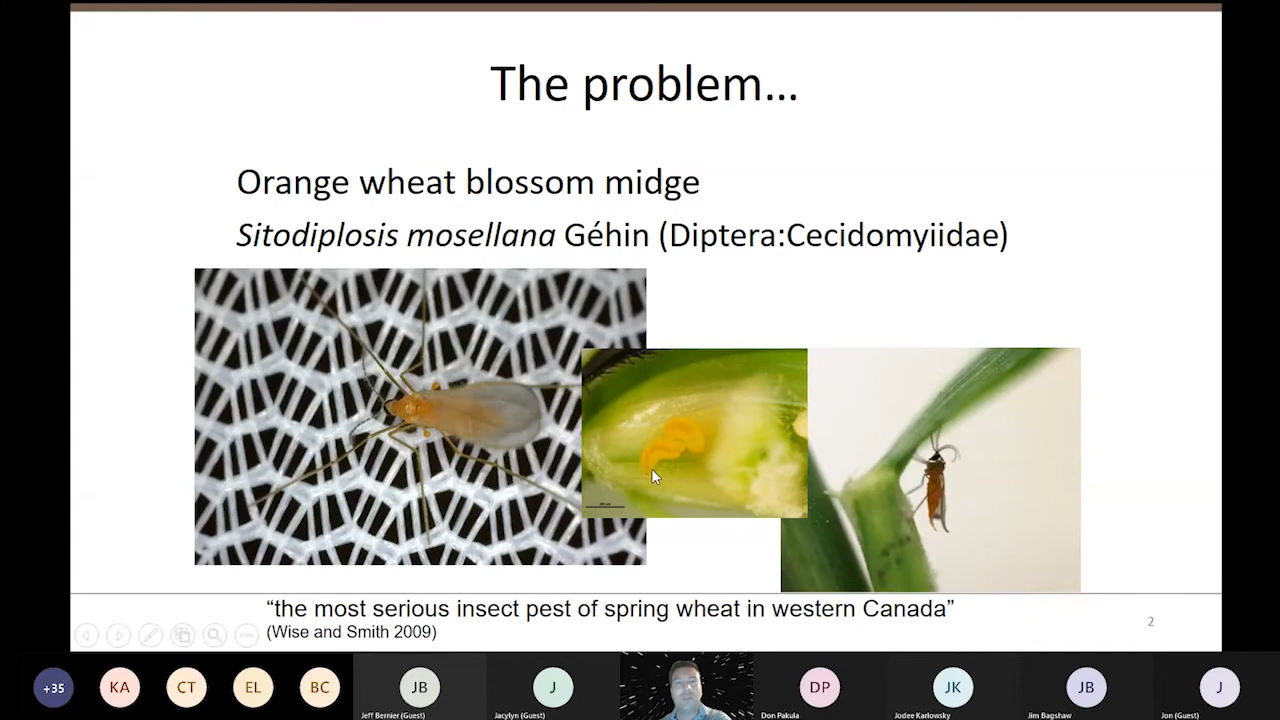 The problem...
Orange wheat blossom midge
Sitodiplosis mosellana Géhin (Diptera:Cecidomyiidae)
“the most serious insect pest of spring wheat in western Canada”
(Wise and Smith 2009)
2
+35
KA
CT
EL
BC
JB
J
DP
JK
JB
J
Jeff Bernier (Guest)
Jacylyn (Guest)
Don Pakula
Jodee Karlowsky
Jim Bagshaw
Jon (Guest)